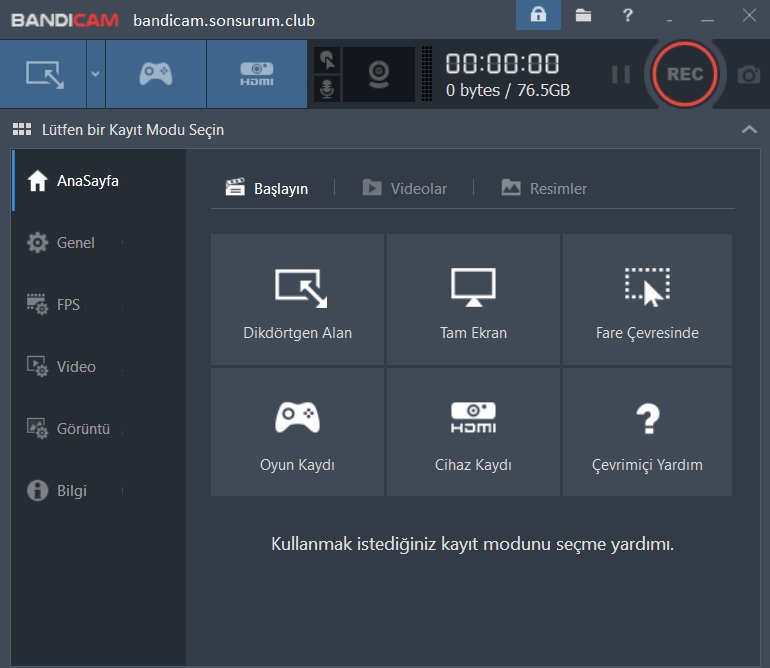 BANDICAM bandicam.sonsurum.club
?
HDMI
00:00:00
0 bytes / 76.5GB
REC
Lütfen bir Kayıt Modu Seçin
AnaSayfa
Genel
FPS
Video
Görüntü
Bilgi
Başlayın
Videolar
Resimler
Dikdörtgen Alan
Tam Ekran
Fare Çevresinde
HDMI
?
Oyun Kaydı
Cihaz Kaydı
Çevrimiçi Yardım
Kullanmak istediğiniz kayıt modunu seçme yardımı.